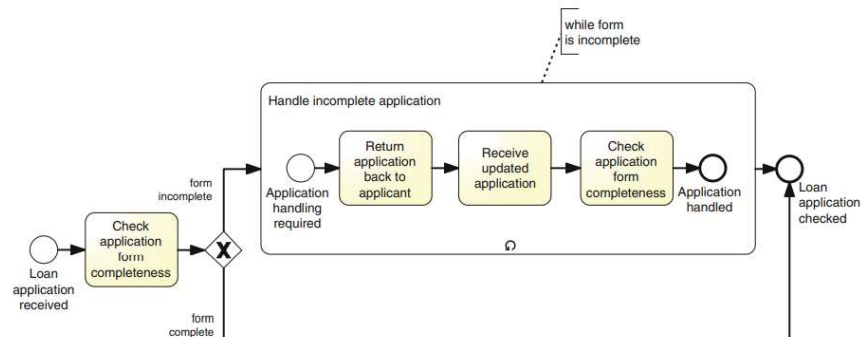 while form
is incomplete
Handle incomplete application
Return
application
back to
applicant
Receive
updated
application
Check
application
form
completeness
Application
handling
required
Application
handled
Loan
application
checked
form
incomplete
Check
application
form
completeness
X
Loan
application
received
form
complete